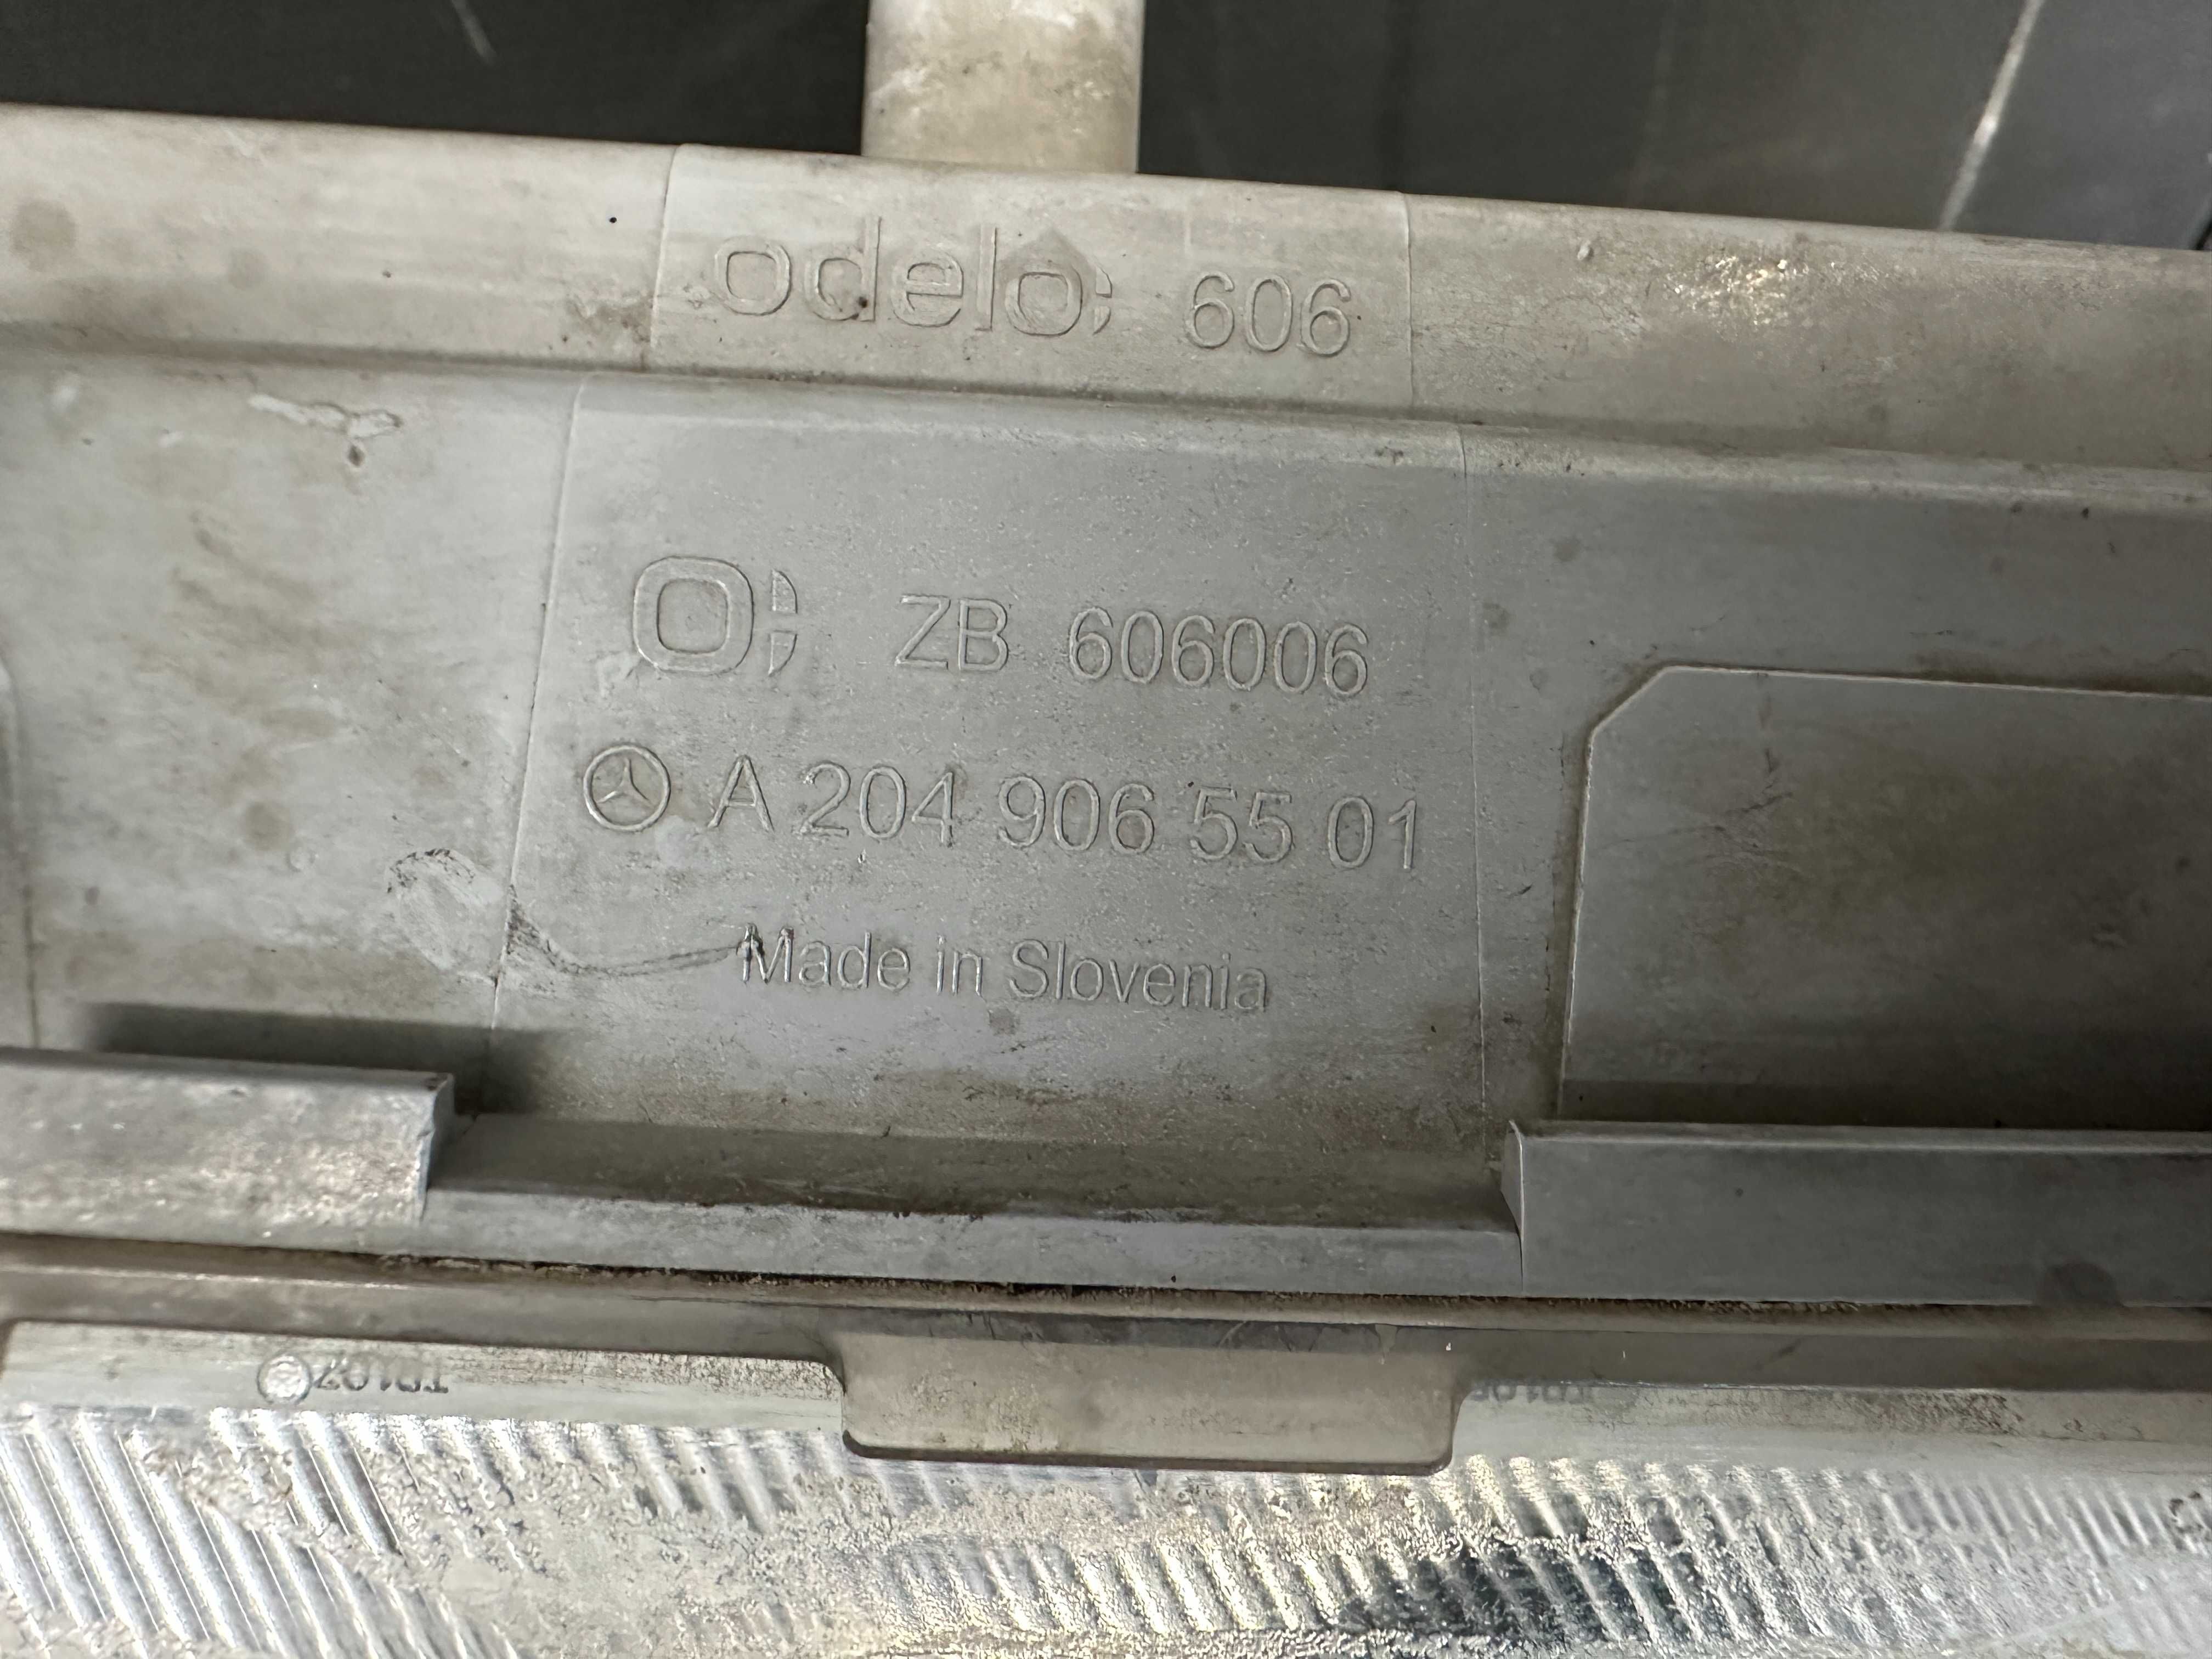 odelo; 606
ZB 606006
A 204 906 55 01
Made in Slovenia